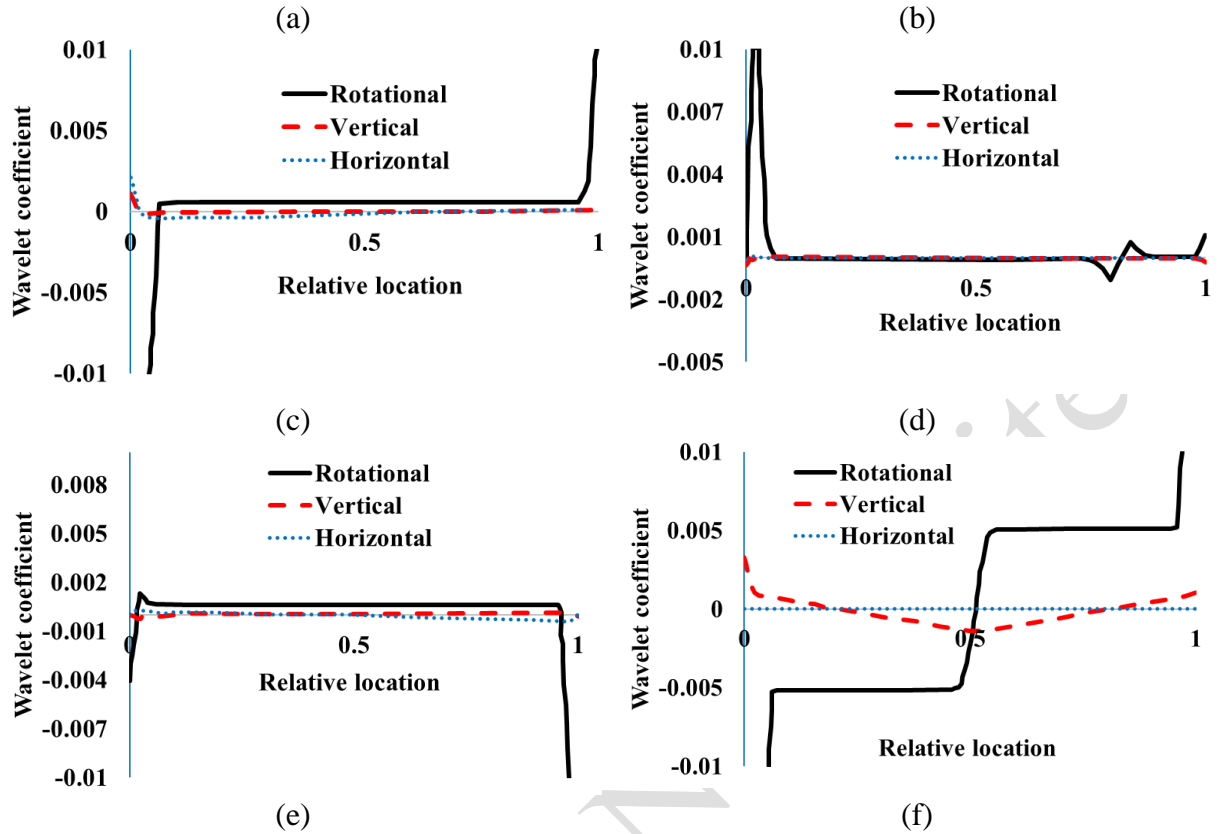 (a) (b)
0.01
0.005
0
-0.005
-0.01
Wavelet coefficient
Rotational
Vertical
Horizontal
0 0.5 1
Relative location
0.01
0.007
0.004
0.001
-0.002
-0.005
Wavelet coefficient
Rotational
Vertical
Horizontal
0 0.5 1
Relative location
(c) (d)
0.008
0.005
0.002
-0.001
-0.004
-0.007
-0.01
Wavelet coefficient
Rotational
Vertical
Horizontal
0 0.5 1
Relative location
0.01
0.005
0
-0.005
-0.01
Wavelet coefficient
Rotational
Vertical
Horizontal
0 0.5 1
Relative location
(e) (f)